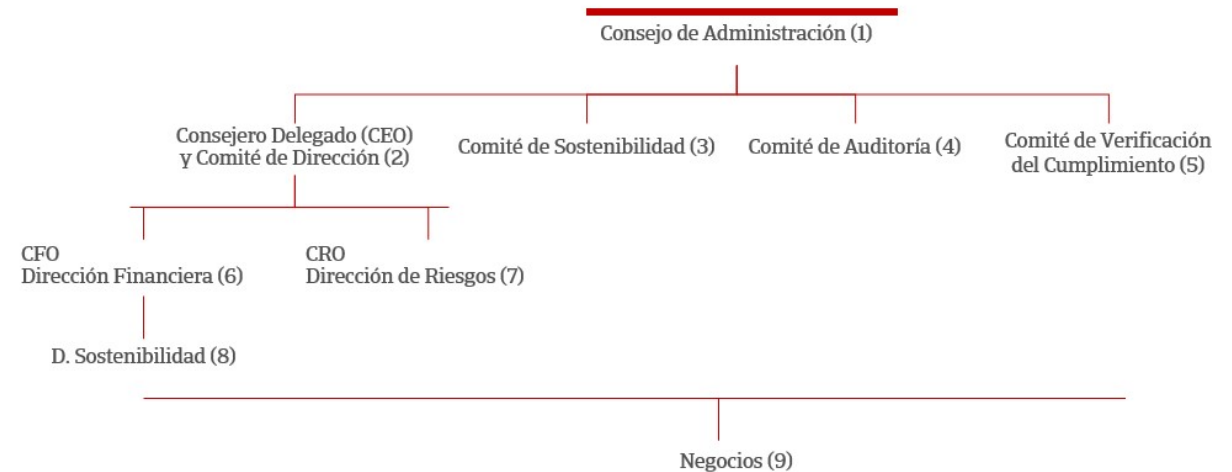 Consejo de Administración (1)
Consejero Delegado (CEO)
y Comité de Dirección (2)
Comité de Sostenibilidad (3)
Comité de Auditoría (4)
Comité de Verificación
del Cumplimiento (5)
CFO
Dirección Financiera (6)
CRO
Dirección de Riesgos (7)
D. Sostenibilidad (8)
Negocios (9)